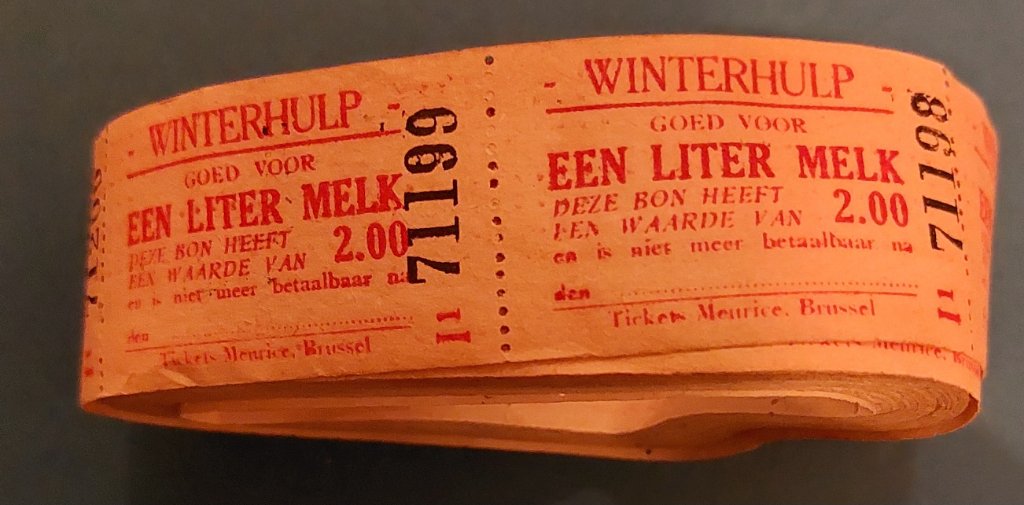 - WINTERHULP -
GOED VOOR
EEN LITER MELK
DEZE BON HEEFT
EEN WAARDE VAN
2.00
en is niet meer betaalbaar na
den
Tickets Meurice, Brussel
71199
11
- WINTERHULP -
GOED VOOR
EEN LITER MELK
DEZE BON HEEFT
EEN WAARDE VAN
2.00
en is niet meer betaalbaar na
den
Tickets Meurice, Brussel
71198
11
Tickets Meurice,